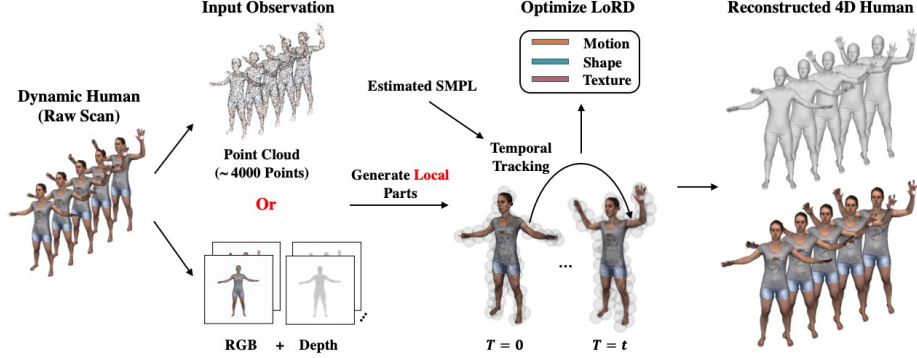 Input Observation
Optimize LoRD
Reconstructed 4D Human
Motion
Shape
Texture
Dynamic Human
(Raw Scan)
Estimated SMPL
Point Cloud
(~ 4000 Points)
Temporal
Tracking
Or
Generate Local
Parts
...
...
RGB + Depth
T = 0
T = t